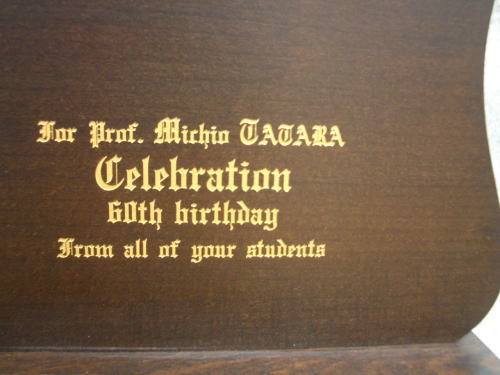 For Prof. Michio TATARA
Celebration
60th birthday
From all of your students